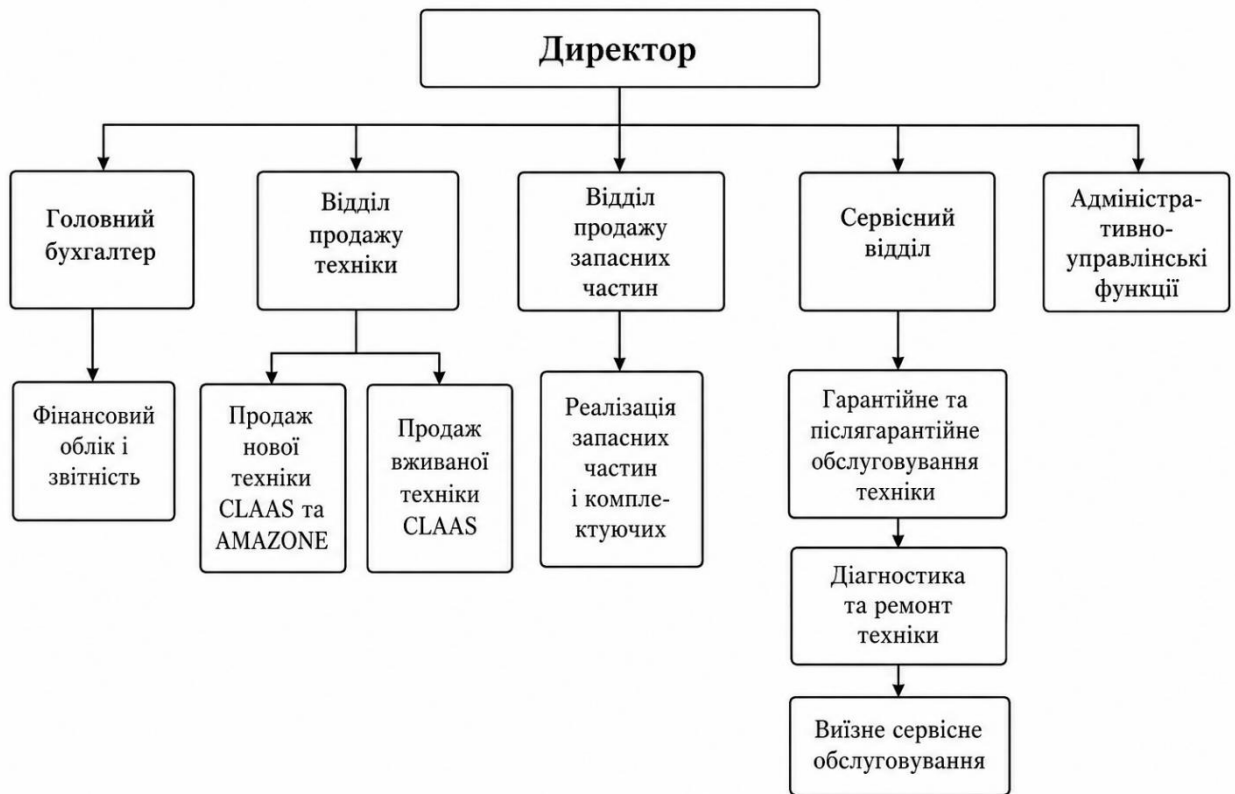 Директор
Головний
бухгалтер
Відділ
продажу
техніки
Відділ
продажу
запасних
частин
Сервісний
відділ
Адміністра-
тивно-
управлінські
функції
Фінансовий
облік і
звітність
Продаж
нової
техніки
CLAAS та
AMAZONE
Продаж
вживаної
техніки
CLAAS
Реалізація
запасних
частин
і компле-
ктуючих
Гарантійне та
післягарантійне
обслуговування
техніки
Діагностика
та ремонт
техніки
Виїзне сервісне
обслуговування